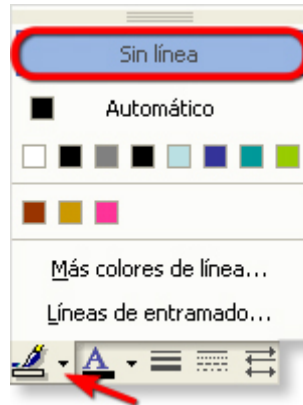 Sin línea
Automático
Más colores de línea...
Líneas de entramado...
A